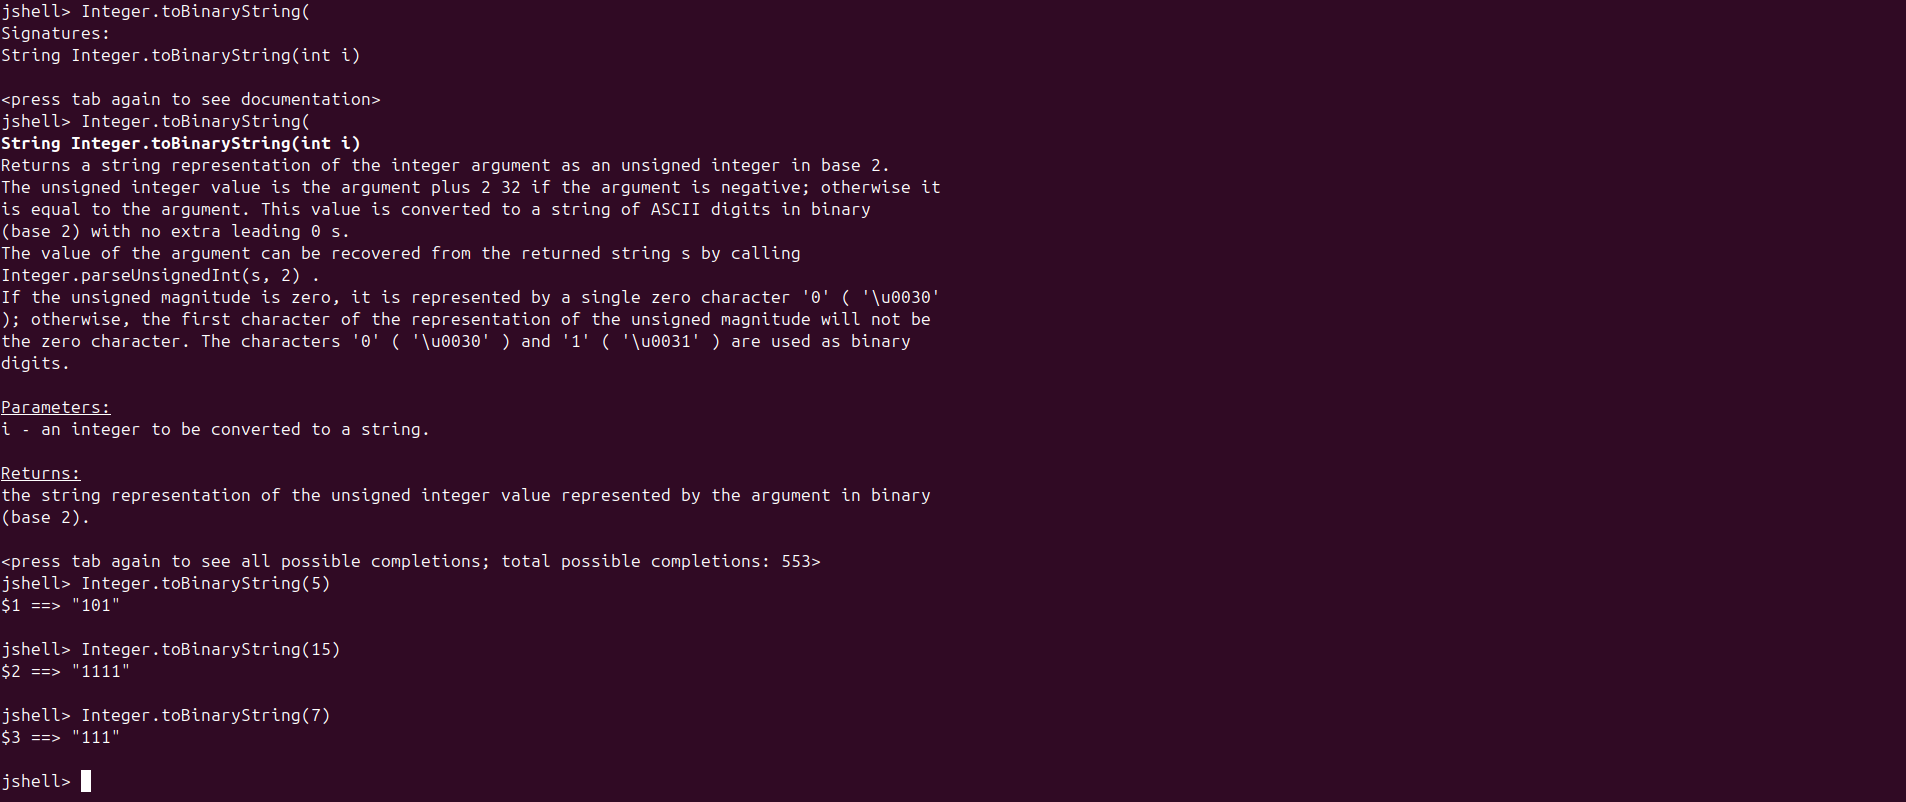 jshell> Integer.toBinaryString(
Signatures:
String Integer.toBinaryString(int i)
<press tab again to see documentation>
jshell> Integer.toBinaryString(
String Integer.toBinaryString(int i)
Returns a string representation of the integer argument as an unsigned integer in base 2.
The unsigned integer value is the argument plus 2 32 if the argument is negative; otherwise it
is equal to the argument. This value is converted to a string of ASCII digits in binary
(base 2) with no extra leading 0 s.
The value of the argument can be recovered from the returned string s by calling
Integer.parseUnsignedInt(s, 2) .
If the unsigned magnitude is zero, it is represented by a single zero character '0' ( '\u0030'
); otherwise, the first character of the representation of the unsigned magnitude will not be
the zero character. The characters '0' ( '\u0030' ) and '1' ( '\u0031' ) are used as binary
digits.
Parameters:
i - an integer to be converted to a string.
Returns:
the string representation of the unsigned integer value represented by the argument in binary
(base 2).
<press tab again to see all possible completions; total possible completions: 553>
jshell> Integer.toBinaryString(5)
$1 ==> "101"
jshell> Integer.toBinaryString(15)
$2 ==> "1111"
jshell> Integer.toBinaryString(7)
$3 ==> "111"
jshell>